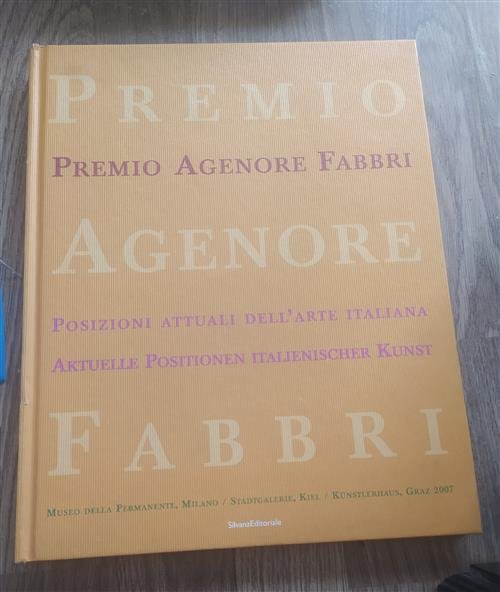 PREMIO
PREMIO AGENORE FABBRI
AGENORE
POSIZIONI ATTUALI DELL'ARTE ITALIANA
AKTUELLE POSITIONEN ITALIENISCHER KUNST
FABBRI
MUSEO DELLA PERMANENTE, MILANO / STADTGALERIE, KIEL / KÜNSTLERHAUS, GRAZ 2007
SilvanaEditoriale